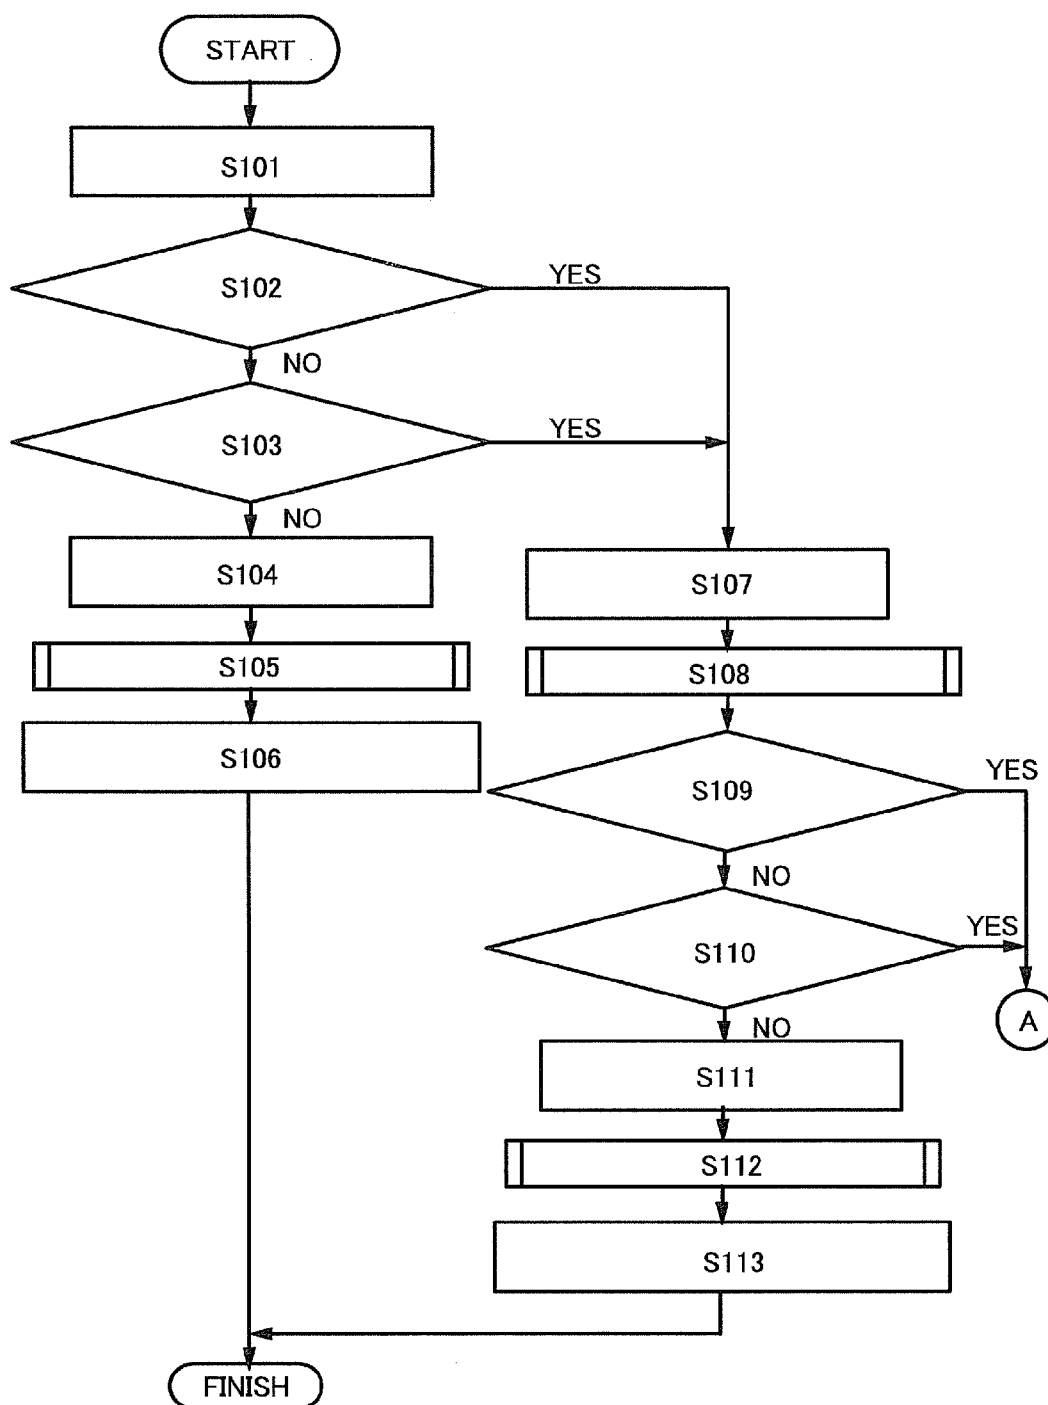 START
S101
S102
YES
NO
S103
YES
NO
S104
S105
S106
S107
S108
S109
YES
NO
S110
YES
A
NO
S111
S112
S113
FINISH